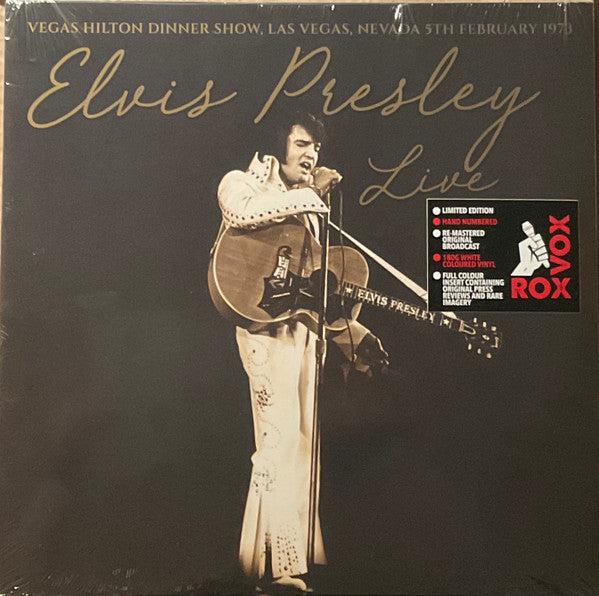 VEGAS HILTON DINNER SHOW, LAS VEGAS, NEVADA 5TH FEBRUARY 1973
Elvis Presley
Live
LIMITED EDITION
HAND NUMBERED
RE-MASTERED
ORIGINAL
BROADCAST
180G WHITE
COLOURED VINYL
FULL COLOUR
INSERT CONTAINING
ORIGINAL PRESS
REVIEWS AND RARE
IMAGERY
ROX VOX
ELVIS PRESLEY